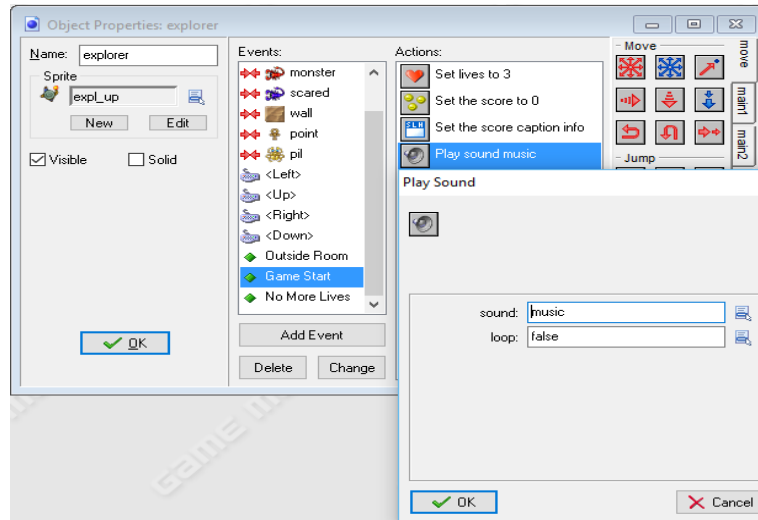 Object Properties: explorer
Name: explorer
Sprite
expl_up
New Edit
Visible Solid
OK
Events:
monster
scared
wall
point
pil
<Left>
<Up>
<Right>
<Down>
Outside Room
Game Start
No More Lives
Add Event
Delete Change
Actions:
Set lives to 3
Set the score to 0
Set the score caption info
Play sound music
Move
Jump
move
main1
main2
Play Sound
sound: music
loop: false
OK Cancel
GAME M